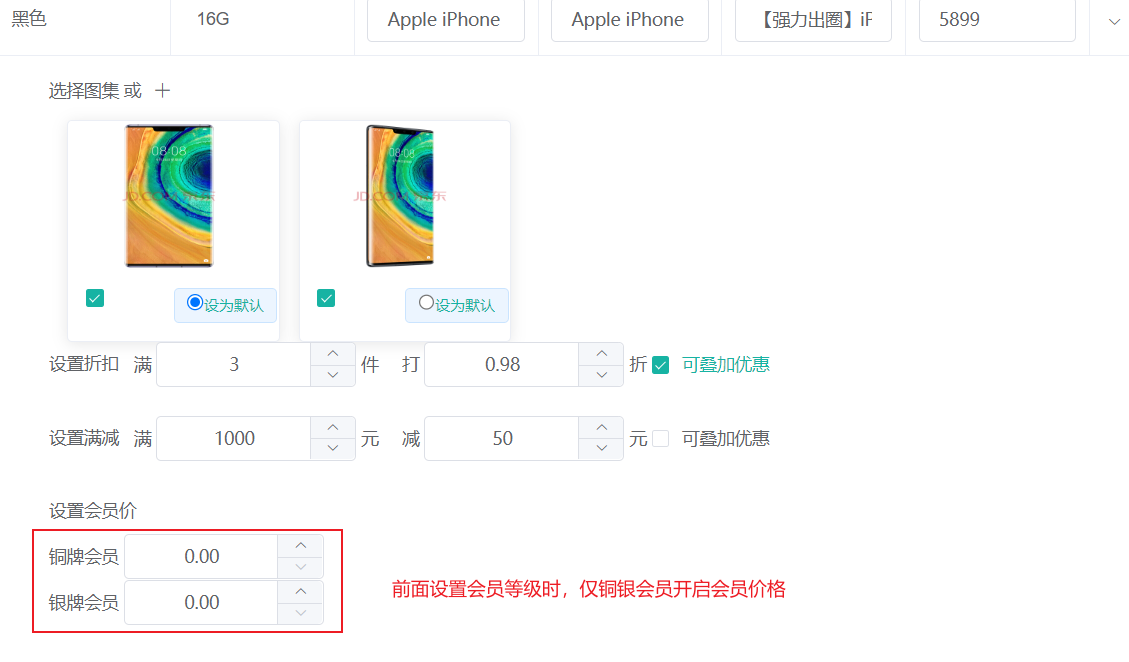 黑色 16G Apple iPhone Apple iPhone 【强力出圈】iF 5899
选择图集 或 +
08:08 08:08
JD.COM 京东 JD.COM 京东
设为默认 设为默认
设置折扣 满 3 件 打 0.98 折 可叠加优惠
设置满减 满 1000 元 减 50 元 可叠加优惠
设置会员价
铜牌会员 0.00
前面设置会员等级时，仅铜银会员开启会员价格
银牌会员 0.00